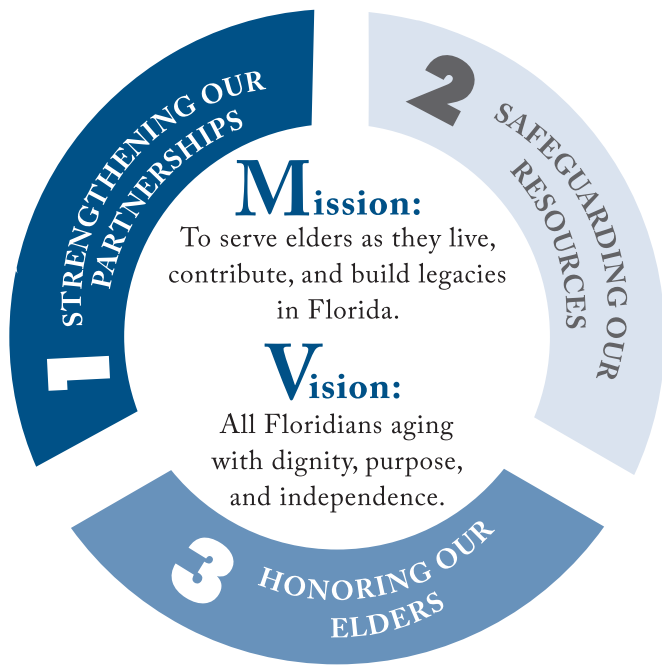 1 STRENGTHENING OUR
PARTNERSHIPS
2 SAFEGUARDING OUR
RESOURCES
Mission:
To serve elders as they live,
contribute, and build legacies
in Florida.
Vision:
All Floridians aging
with dignity, purpose,
and independence.
3 HONORING OUR
ELDERS